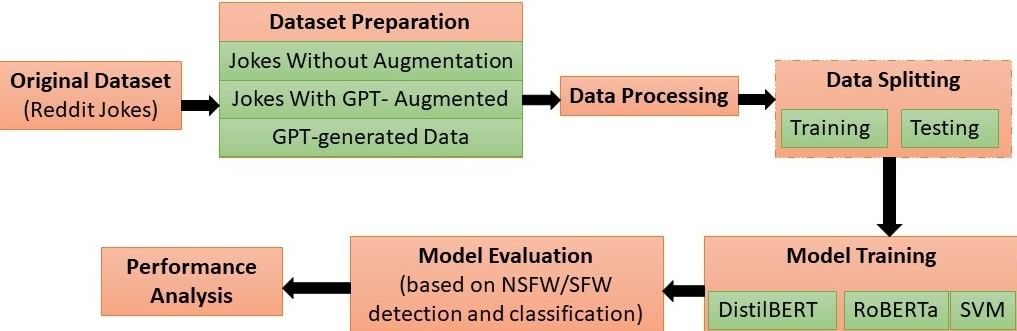 Original Dataset
(Reddit Jokes)
Dataset Preparation
Jokes Without Augmentation
Jokes With GPT- Augmented
GPT-generated Data
Data Processing
Data Splitting
Training
Testing
Model Training
DistilBERT
RoBERTa
SVM
Model Evaluation
(based on NSFW/SFW
detection and classification)
Performance
Analysis